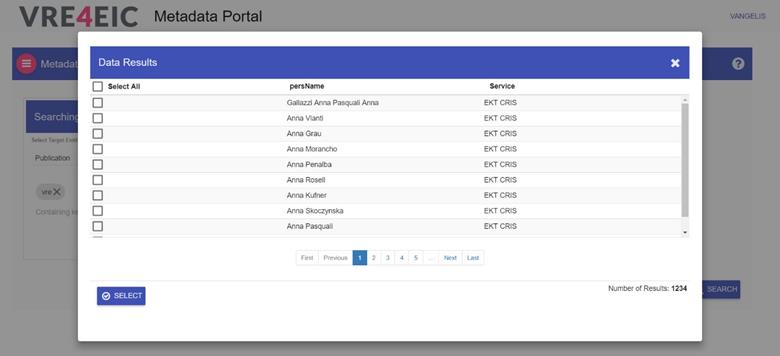 VRE4EIC Metadata Portal
VANGELIS
Metadat
Data Results
Select All persName Service
Gallazzi Anna Pasquali Anna EKT CRIS
Anna Vianti EKT CRIS
Anna Grau EKT CRIS
Anna Morancho EKT CRIS
Anna Penalba EKT CRIS
Anna Rosell EKT CRIS
Anna Kufner EKT CRIS
Anna Skoczynska EKT CRIS
Anna Pasquali EKT CRIS
Searching
Select Target Entit
Publication
vre
Containing ke
First Previous 1 2 3 4 5 ... Next Last
SELECT
Number of Results: 1234
SEARCH